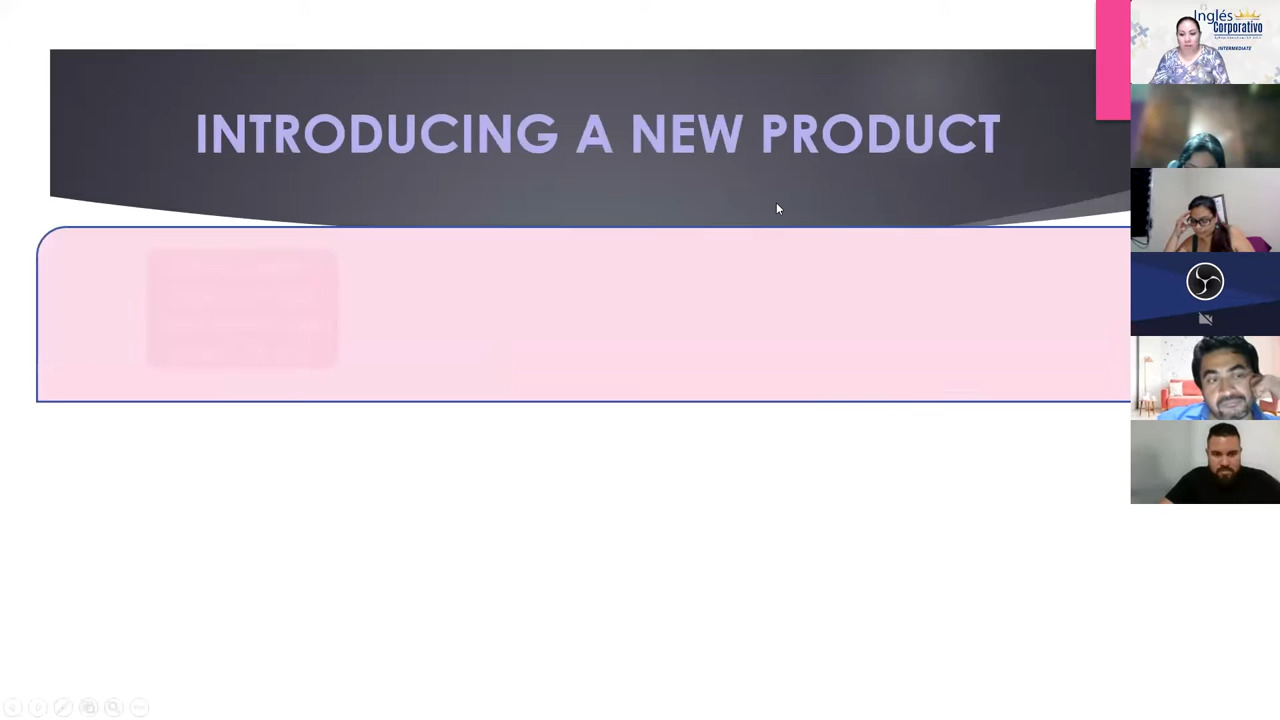 INTRODUCING A NEW PRODUCT
Inglés
Corporativo
INTERMEDIATE